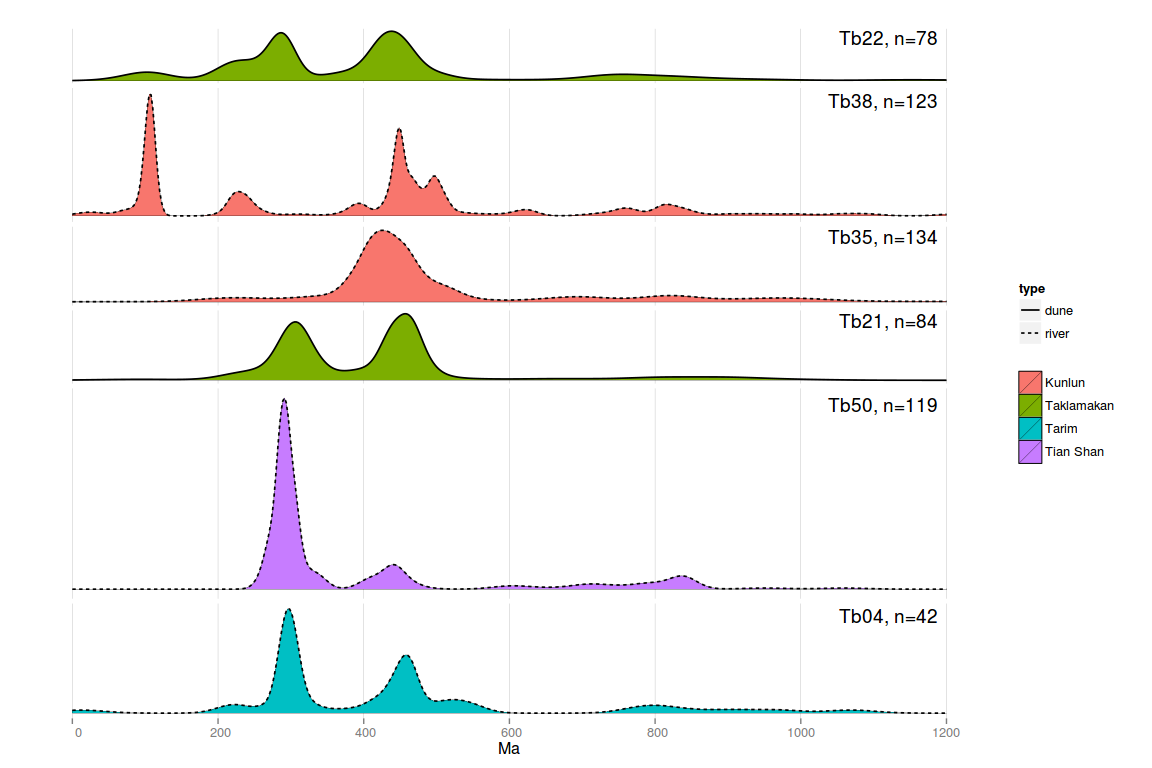 Tb22, n=78
Tb38, n=123
Tb35, n=134
Tb21, n=84
Tb50, n=119
Tb04, n=42
0 200 400 600 800 1000 1200
Ma
type
dune
river
Kunlun
Taklamakan
Tarim
Tian Shan